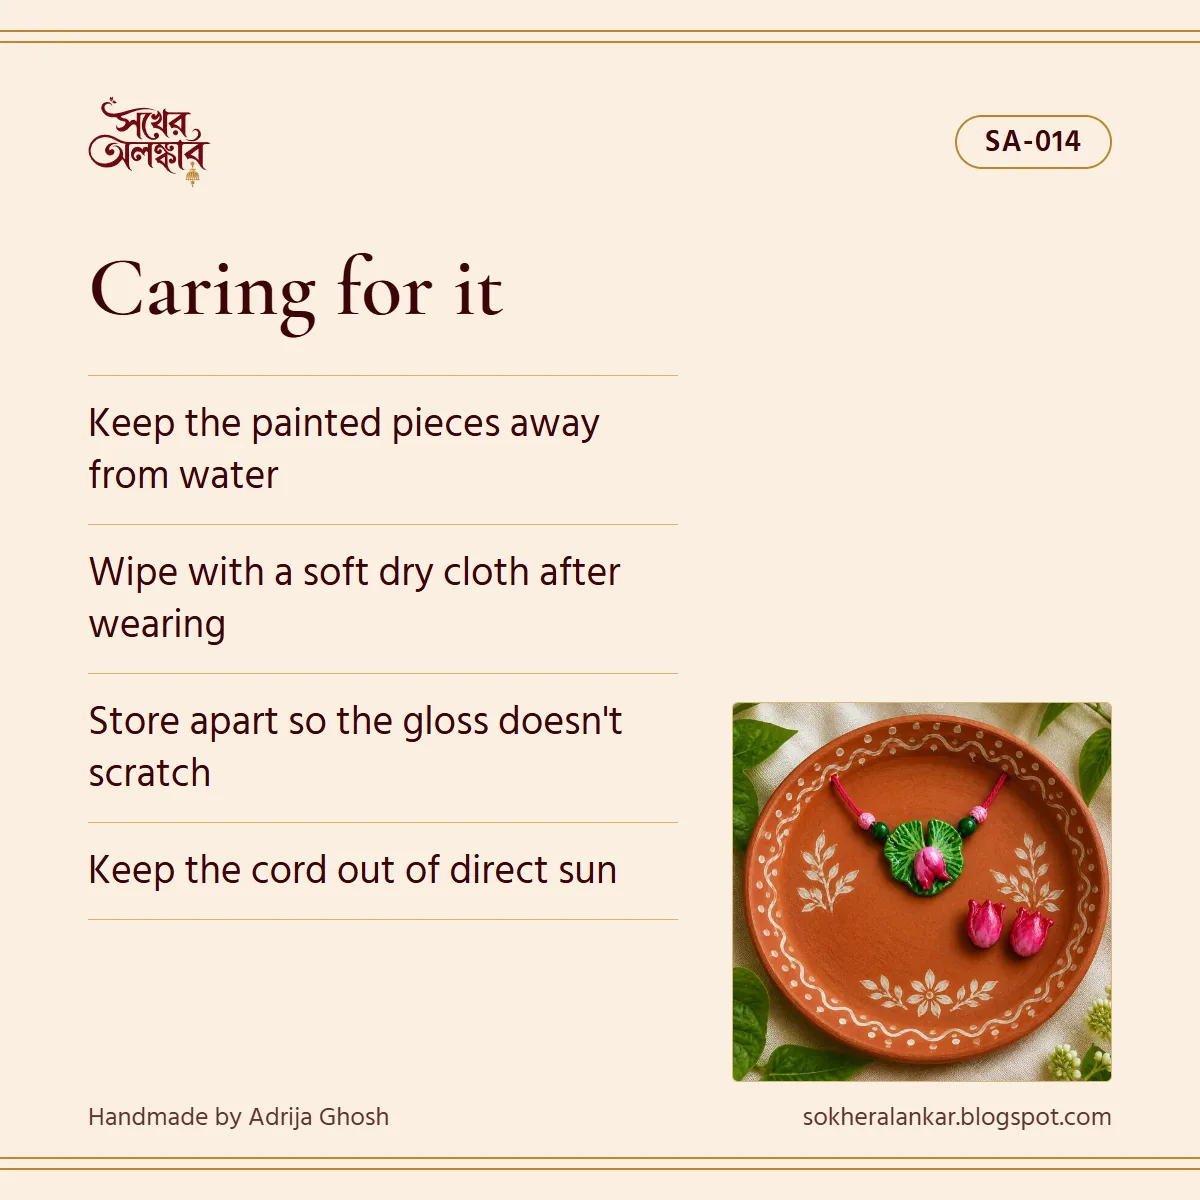 সখের
অলঙ্কার
SA-014
Caring for it
Keep the painted pieces away
from water
Wipe with a soft dry cloth after
wearing
Store apart so the gloss doesn't
scratch
Keep the cord out of direct sun
Handmade by Adrija Ghosh
sokheralankar.blogspot.com